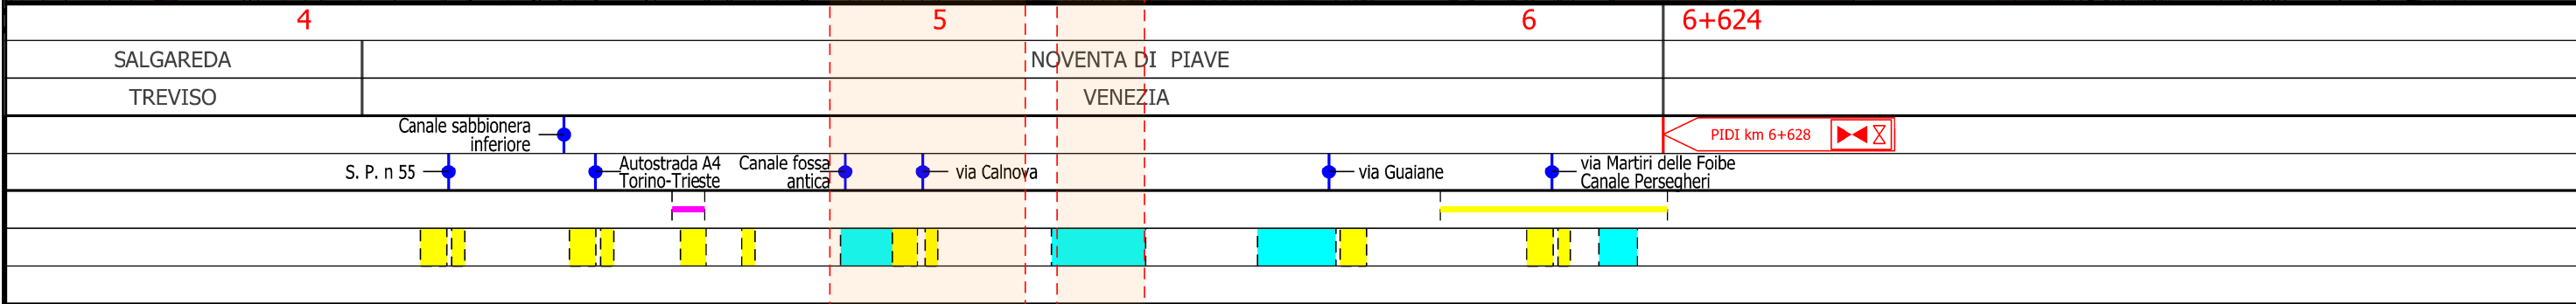 4 5 6 6+624
SALGAREDA NOVENTA DI PIAVE
TREVISO VENEZIA
Canale sabbionera
inferiore
PIDI km 6+628
S. P. n 55
Autostrada A4
Torino-Trieste
Canale fossa
antica
via Calnova
via Guaiane
via Martiri delle Foibe
Canale Persegheri